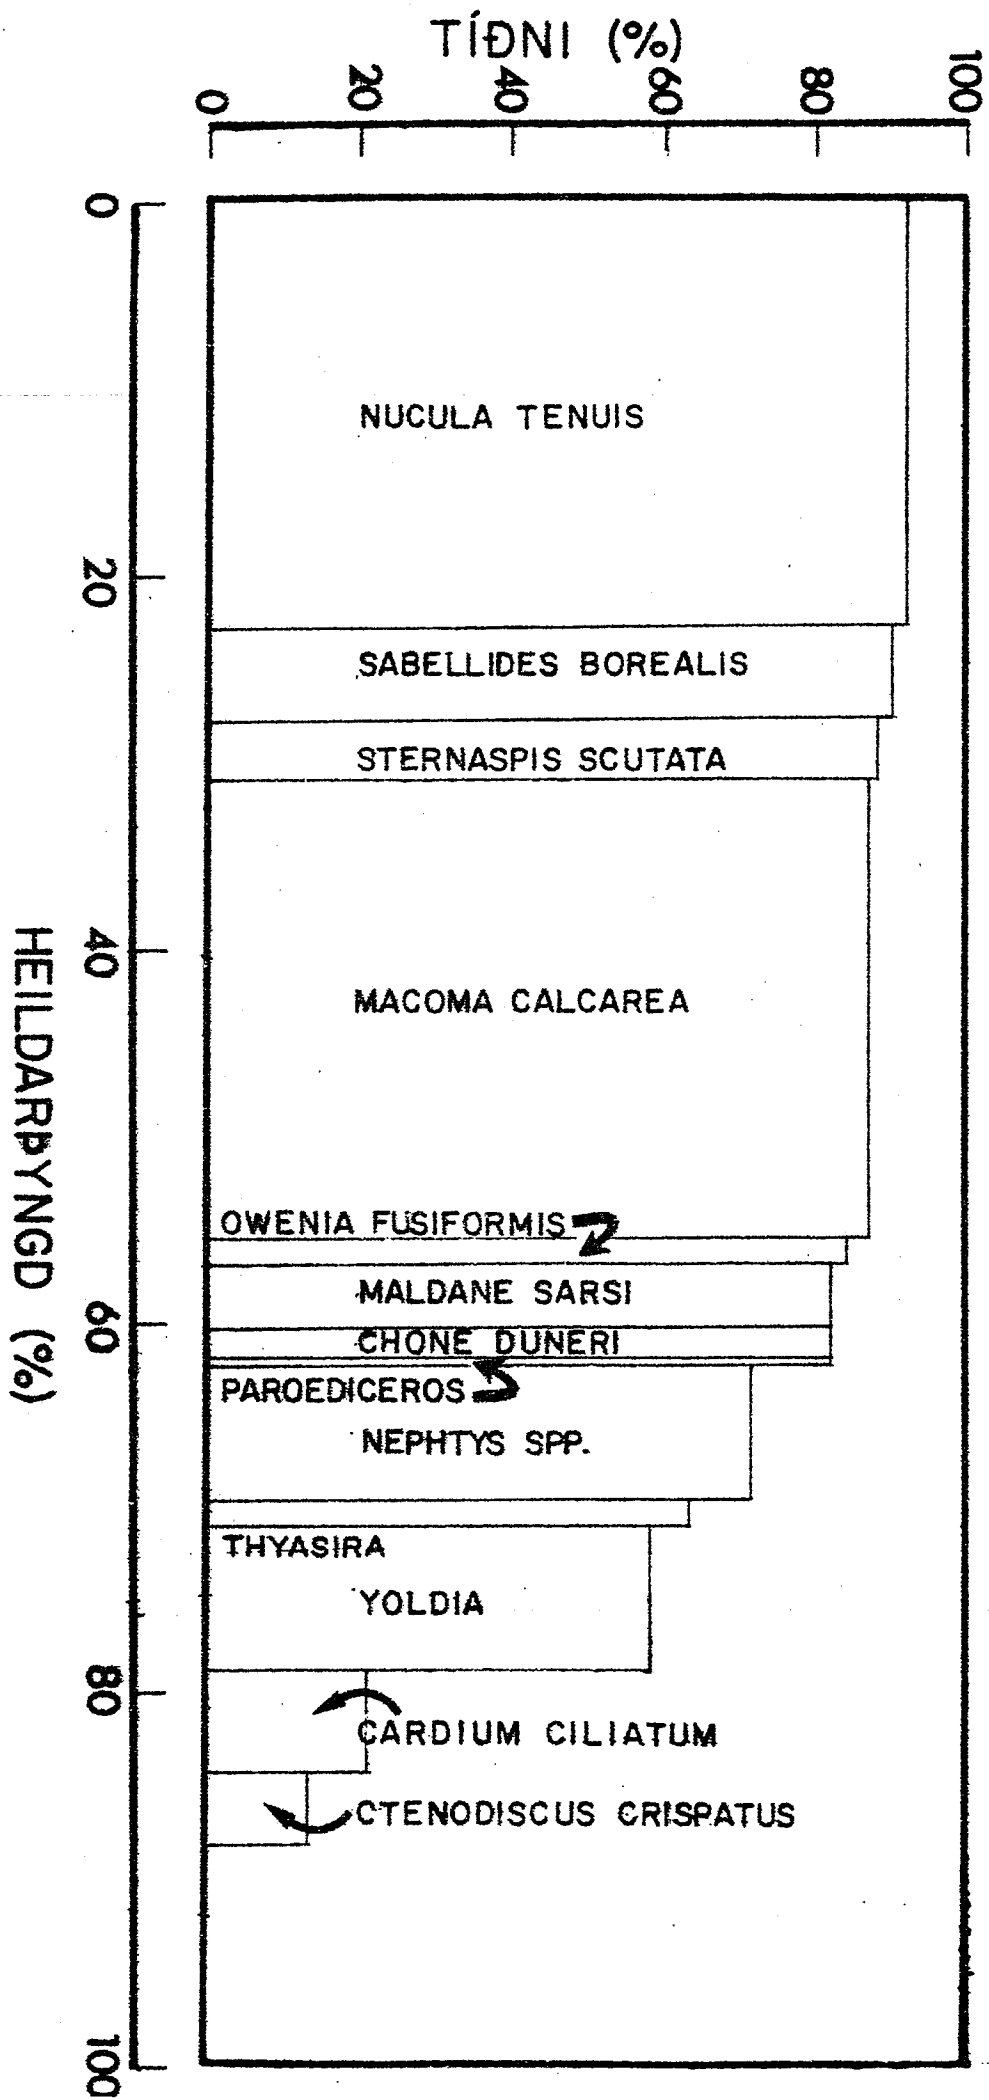 TÍÐNI (%)
0 20 40 60 80 100
0
20
40
60
80
100
HEILDARÞYNGD (%)
NUCULA TENUIS
SABELLIDES BOREALIS
STERNASPIS SCUTATA
MACOMA CALCAREA
OWENIA FUSIFORMIS
MALDANE SARSI
CHONE DUNERI
PAROEDICEROS
NEPHTYS SPP.
THYASIRA
YOLDIA
CARDIUM CILIATUM
CTENODISCUS CRISPATUS